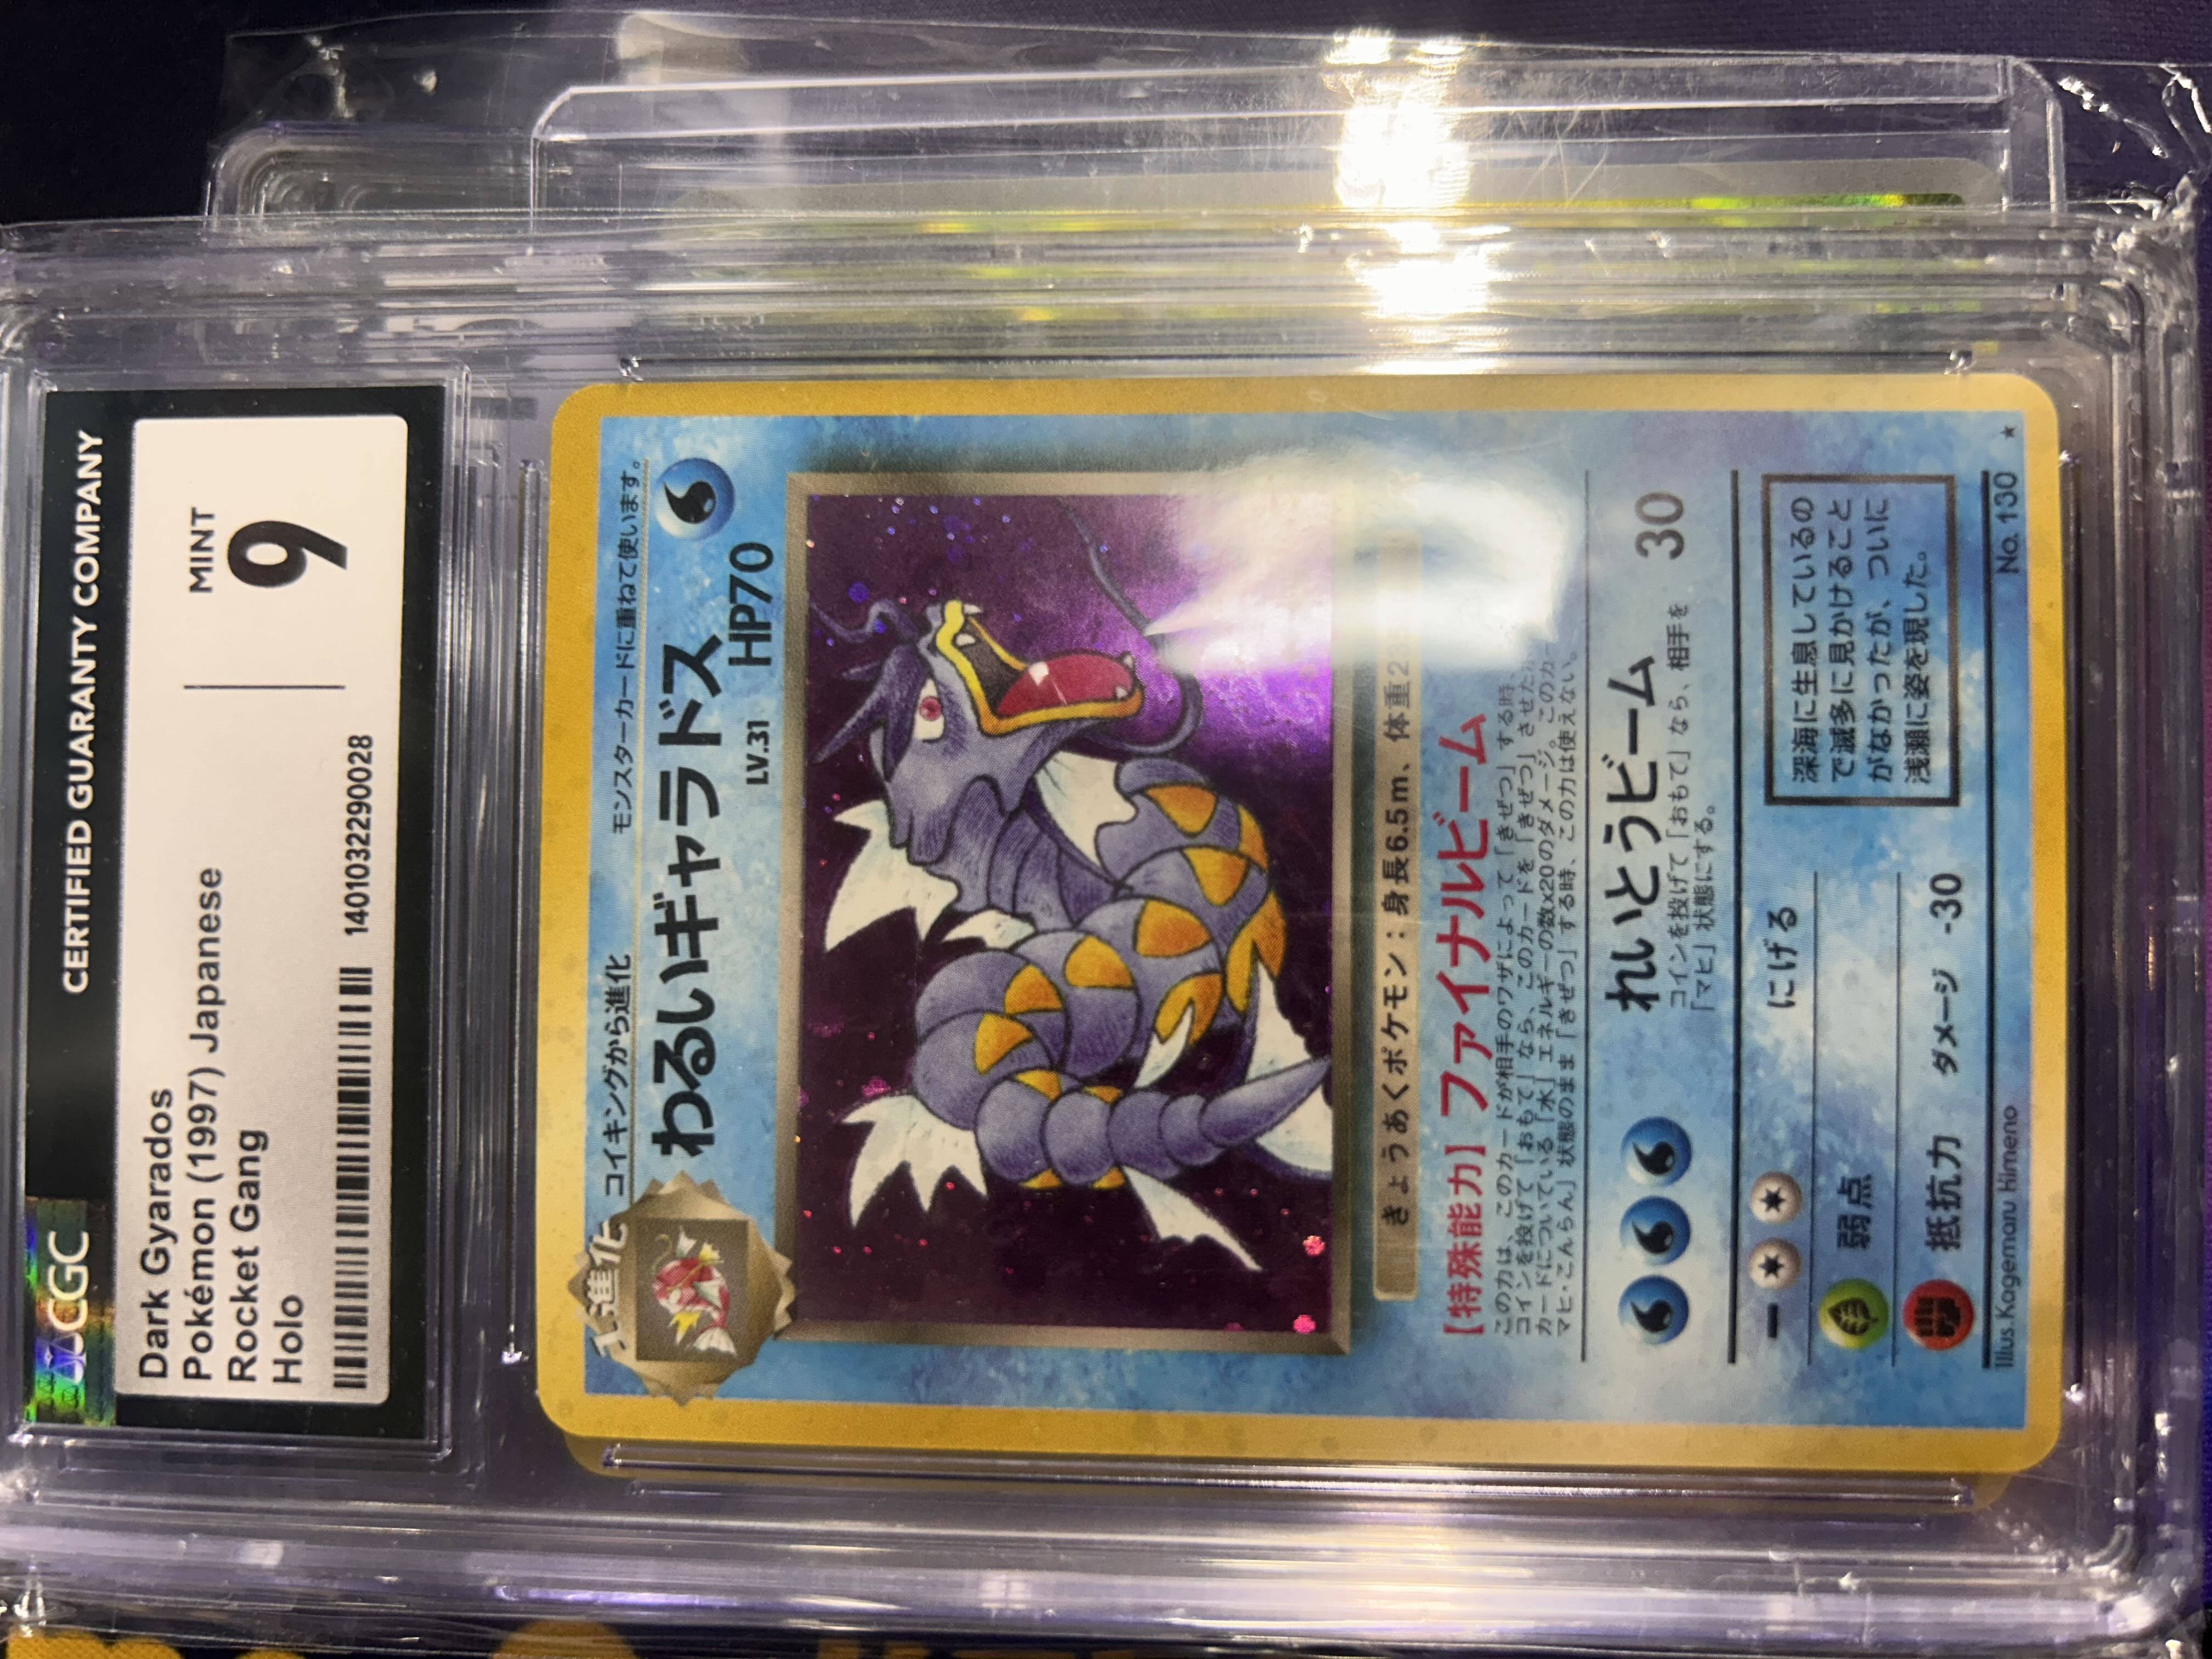 CERTIFIED GUARANTY COMPANY
CGC
Dark Gyarados
Pokémon (1997) Japanese
Rocket Gang
Holo
MINT
9
1401032290028
1進化
コイキングから進化
モンスターカードに重ねて使います。
わるいギャラドス
LV.31 HP70
きょうあくポケモン：身長6.5m、体重23
【特殊能力】ファイナルビーム
この力は、このカードが相手のワザによって「きぜつ」する時、
コインを投げて「おもて」なら、このカードを「きぜつ」させた
カードについている「水」エネルギーの数x20のダメージ。このカー
マヒ・こんらん」状態のまま「きぜつ」する時、この力は使えない。
れいとうビーム 30
コインを投げて「おもて」なら、相手を
「マヒ」状態にする。
にげる
弱点
抵抗力 ダメージ -30
深海に生息しているの
で滅多に見かけること
がなかったが、ついに
浅瀬に姿を現した。
Illus.Kagemaru Himeno
No. 130 ★